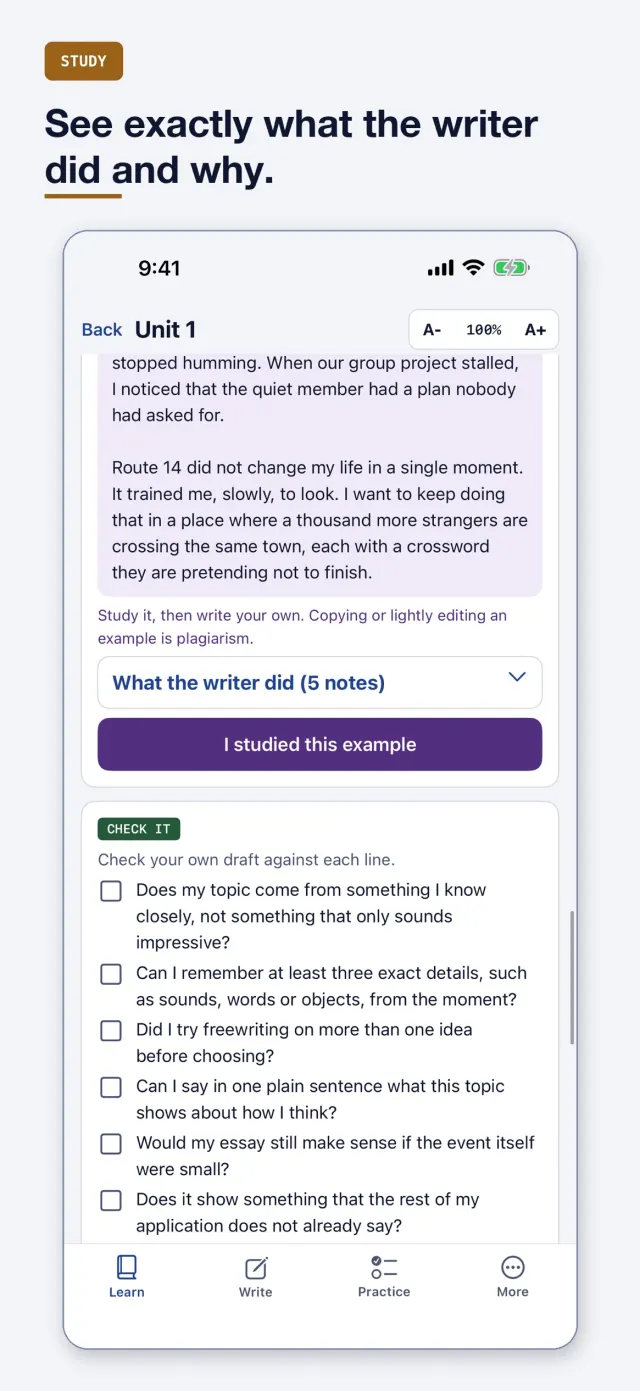 STUDY
See exactly what the writer
did and why.
9:41
Back Unit 1 A- 100% A+
stopped humming. When our group project stalled,
I noticed that the quiet member had a plan nobody
had asked for.
Route 14 did not change my life in a single moment.
It trained me, slowly, to look. I want to keep doing
that in a place where a thousand more strangers are
crossing the same town, each with a crossword
they are pretending not to finish.
Study it, then write your own. Copying or lightly editing an
example is plagiarism.
What the writer did (5 notes)
I studied this example
CHECK IT
Check your own draft against each line.
Does my topic come from something I know
closely, not something that only sounds
impressive?
Can I remember at least three exact details, such
as sounds, words or objects, from the moment?
Did I try freewriting on more than one idea
before choosing?
Can I say in one plain sentence what this topic
shows about how I think?
Would my essay still make sense if the event itself
were small?
Does it show something that the rest of my
application does not already say?
Learn Write Practice More